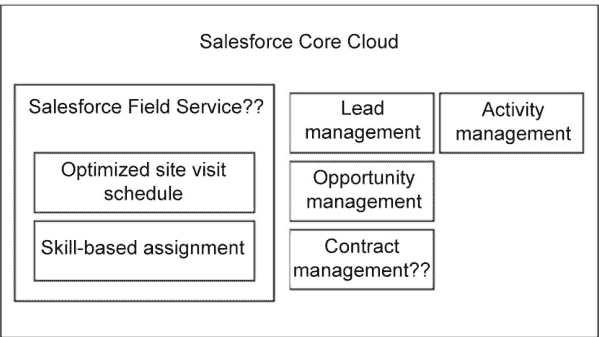 Salesforce Core Cloud
Salesforce Field Service??
Optimized site visit
schedule
Skill-based assignment
Lead
management
Activity
management
Opportunity
management
Contract
management??